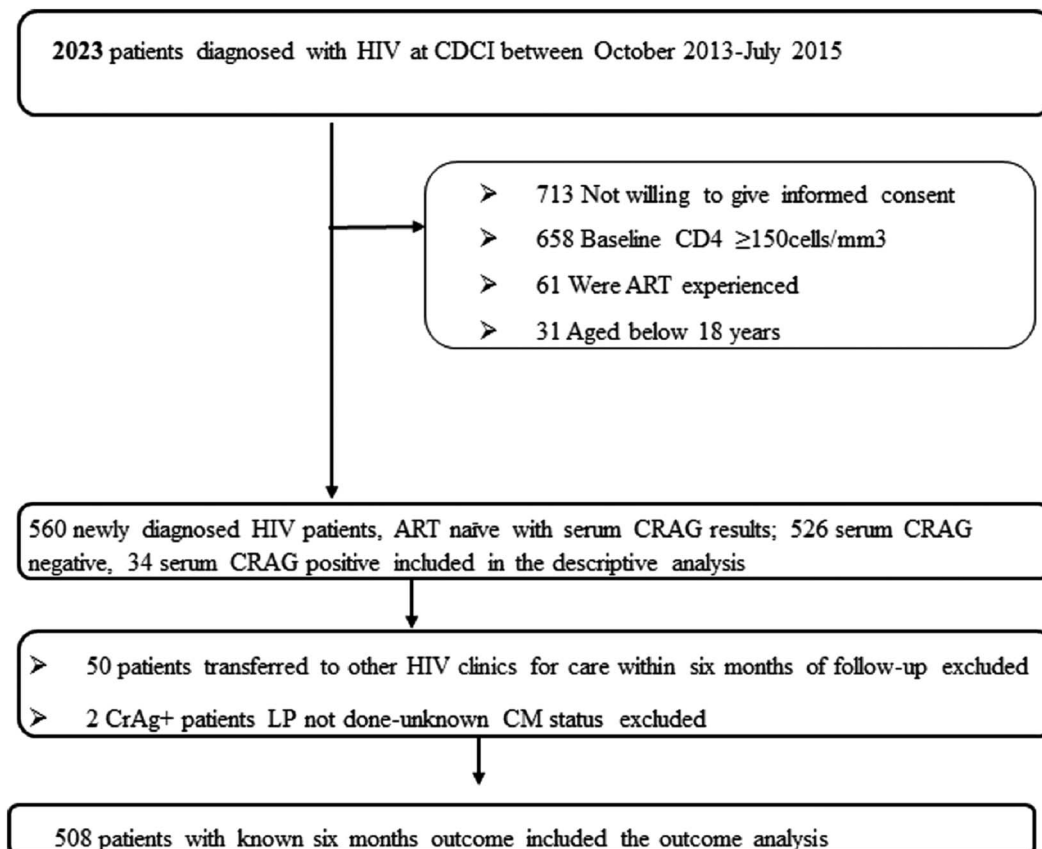 2023 patients diagnosed with HIV at CDCI between October 2013-July 2015
➢ 713 Not willing to give informed consent
➢ 658 Baseline CD4 ≥150cells/mm3
➢ 61 Were ART experienced
➢ 31 Aged below 18 years
560 newly diagnosed HIV patients, ART naïve with serum CRAG results; 526 serum CRAG
negative, 34 serum CRAG positive included in the descriptive analysis
➢ 50 patients transferred to other HIV clinics for care within six months of follow-up excluded
➢ 2 CrAg+ patients LP not done-unknown CM status excluded
508 patients with known six months outcome included the outcome analysis